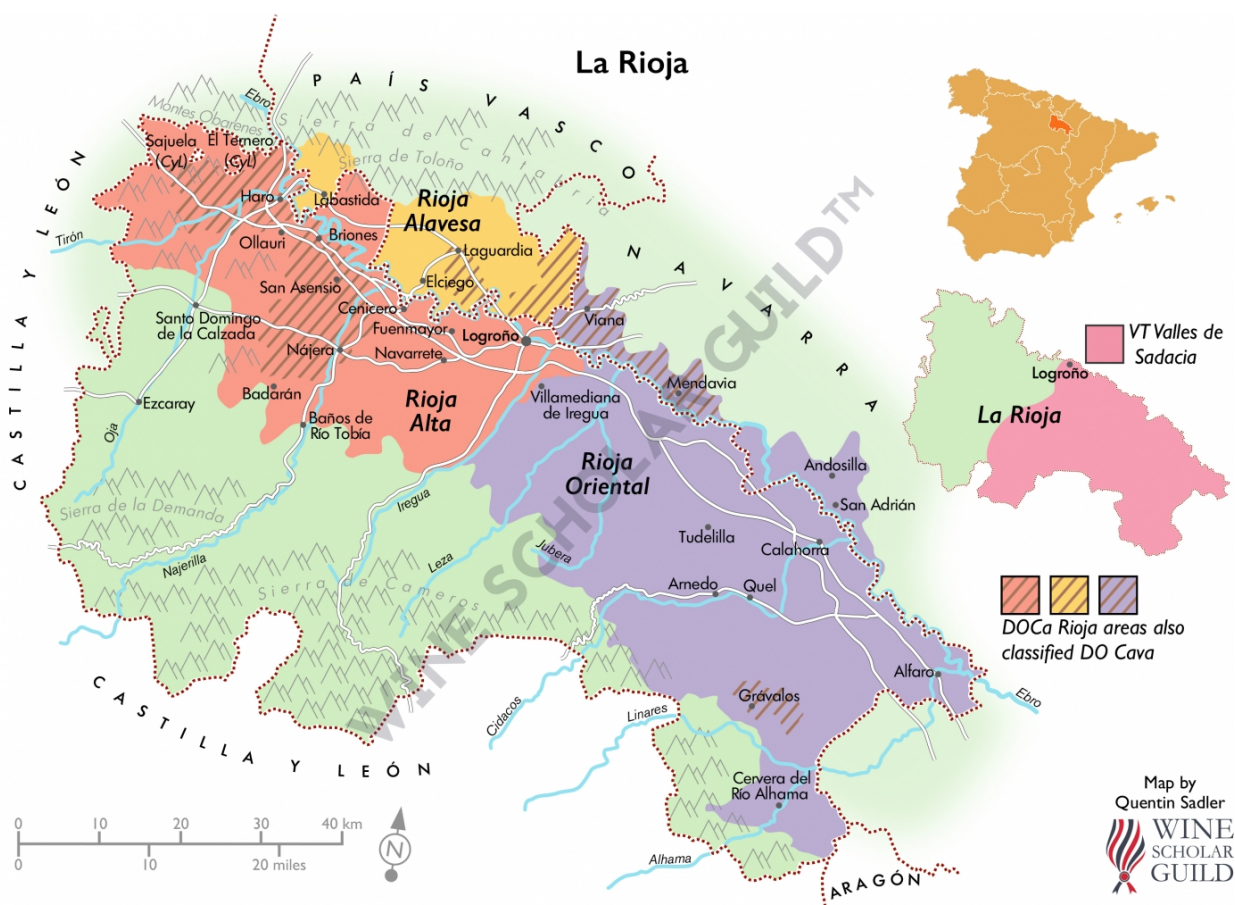 La Rioja
PAÍS VASCO
NAVARRA
CASTILLA Y LEÓN
CASTILLA Y LEÓN
ARAGÓN
Montes Obarenes
Sierra de Cantabria
Sierra de Toloño
Ebro
Sajuela
(CyL)
El Ternero
(CyL)
Haro
Labastida
Rioja
Alavesa
Tirón
Ollauri
Briones
Laguardia
San Asensio
Elciego
Cenicero
Santo Domingo
de la Calzada
Fuenmayor
Logroño
Viana
Nájera
Navarrete
Mendavia
Badarán
Ezcaray
Rioja
Alta
Villamediana
de Iregua
Baños de
Río Tobía
Oja
Rioja
Oriental
Andosilla
San Adrián
Iregua
Sierra de la Demanda
Tudelilla
Calahorra
Leza
Jubera
Najerilla
Sierra de Cameros
Arnedo
Quel
Alfaro
Ebro
Grávalos
Cidacos
Linares
Cervera del
Río Alhama
Alhama
WINE SCHOLAR GUILD™
VT Valles de
Sadacia
Logroño
La Rioja
DOCa Rioja areas also
classified DO Cava
0 10 20 30 40 km
0 10 20 miles
N
Map by
Quentin Sadler
WINE
SCHOLAR
GUILD